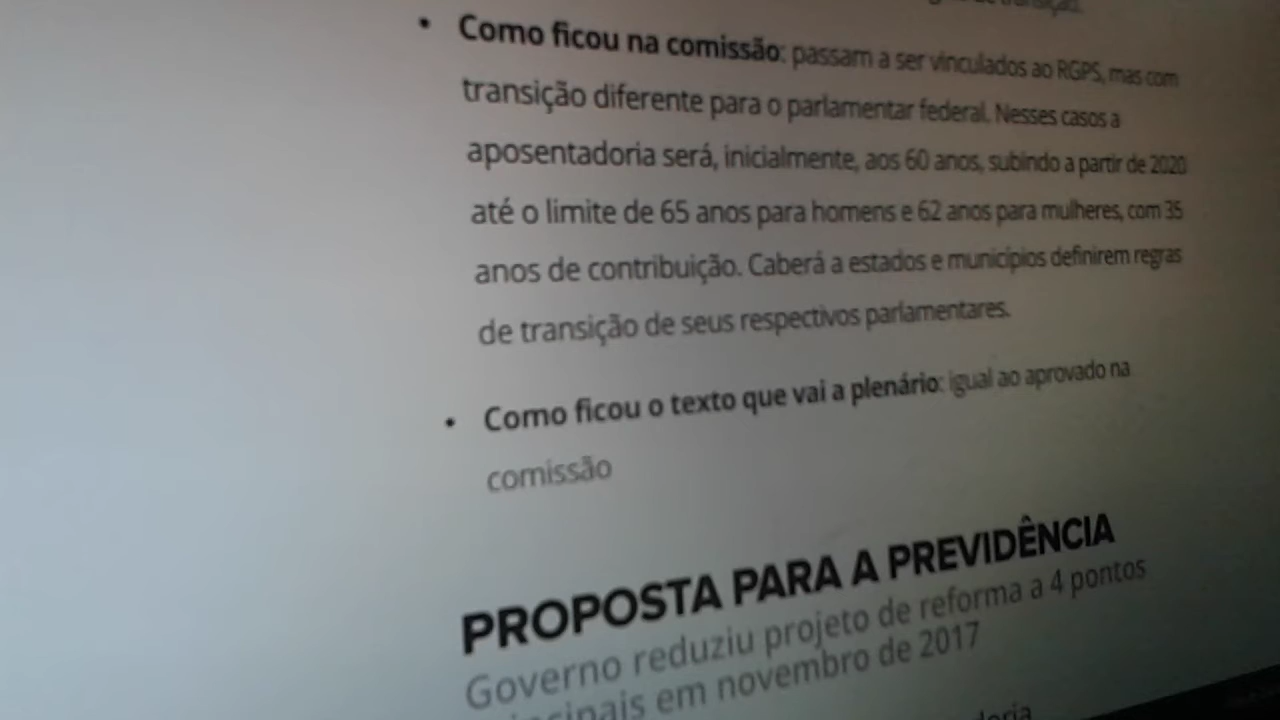 transição.
• Como ficou na comissão: passam a ser vinculados ao RGPS, mas com
transição diferente para o parlamentar federal. Nesses casos a
aposentadoria será, inicialmente, aos 60 anos, subindo a partir de 2020
até o limite de 65 anos para homens e 62 anos para mulheres, com 35
anos de contribuição. Caberá a estados e municípios definirem regras
de transição de seus respectivos parlamentares.
• Como ficou o texto que vai a plenário: igual ao aprovado na
comissão
PROPOSTA PARA A PREVIDÊNCIA
Governo reduziu projeto de reforma a 4 pontos
em novembro de 2017